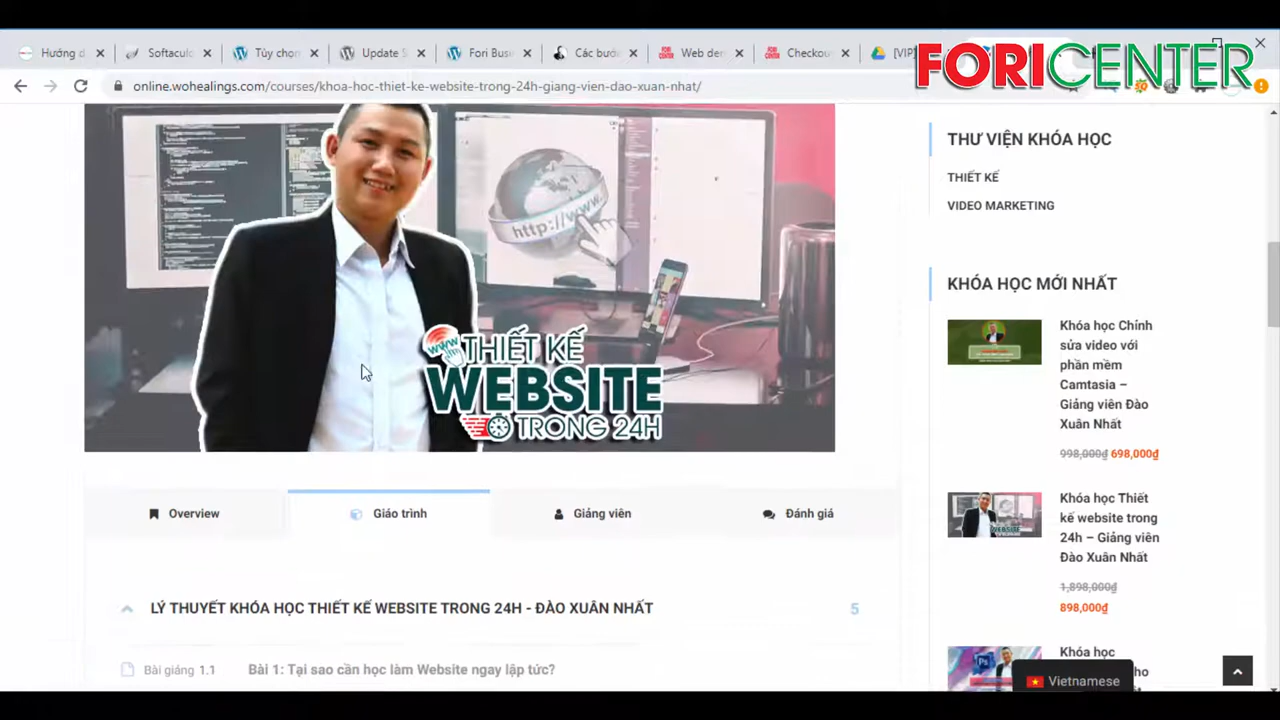 Hướng d
Softacul
Tùy chọn
Update S
Fori Busi
Các bướ
Web den
Checkou
[VIP]
FORICENTER
online.wohealings.com/courses/khoa-hoc-thiet-ke-website-trong-24h-giang-vien-dao-xuan-nhat/
http://www
www THIẾT KẾ
WEBSITE
TRONG 24H
Overview
Giáo trình
Giảng viên
Đánh giá
LÝ THUYẾT KHÓA HỌC THIẾT KẾ WEBSITE TRONG 24H - ĐÀO XUÂN NHẤT
5
Bài giảng 1.1
Bài 1: Tại sao cần học làm Website ngay lập tức?
THƯ VIỆN KHÓA HỌC
THIẾT KẾ
VIDEO MARKETING
KHÓA HỌC MỚI NHẤT
Khóa học Chỉnh
sửa video với
phần mềm
Camtasia –
Giảng viên Đào
Xuân Nhất
998,000₫ 698,000₫
Khóa học Thiết
kế website trong
24h – Giảng viên
Đào Xuân Nhất
1,898,000₫
898,000₫
Khóa học
Vietnamese